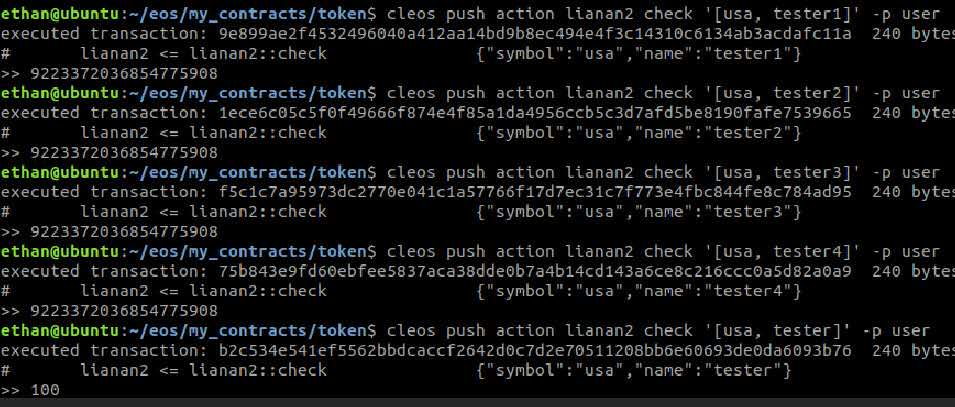 ethan@ubuntu:~/eos/my_contracts/token$ cleos push action lianan2 check '[usa, tester1]' -p user
executed transaction: 9e899ae2f4532496040a412aa14bd9b8ec494e4f3c14310c6134ab3acdafc11a  240 bytes
#       lianan2 <= lianan2::check               {"symbol":"usa","name":"tester1"}
>> 9223372036854775908
ethan@ubuntu:~/eos/my_contracts/token$ cleos push action lianan2 check '[usa, tester2]' -p user
executed transaction: 1ece6c05c5f0f49666f874e4f85a1da4956ccb5c3d7afd5be8190fafe7539665  240 bytes
#       lianan2 <= lianan2::check               {"symbol":"usa","name":"tester2"}
>> 9223372036854775908
ethan@ubuntu:~/eos/my_contracts/token$ cleos push action lianan2 check '[usa, tester3]' -p user
executed transaction: f5c1c7a95973dc2770e041c1a57766f17d7ec31c7f773e4fbc844fe8c784ad95  240 bytes
#       lianan2 <= lianan2::check               {"symbol":"usa","name":"tester3"}
>> 9223372036854775908
ethan@ubuntu:~/eos/my_contracts/token$ cleos push action lianan2 check '[usa, tester4]' -p user
executed transaction: 75b843e9fd60ebfee5837aca38dde0b7a4b14cd143a6ce8c216ccc0a5d82a0a9  240 bytes
#       lianan2 <= lianan2::check               {"symbol":"usa","name":"tester4"}
>> 9223372036854775908
ethan@ubuntu:~/eos/my_contracts/token$ cleos push action lianan2 check '[usa, tester]' -p user
executed transaction: b2c534e541ef5562bbdcaccf2642d0c7d2e70511208bb6e60693de0da6093b76  240 bytes
#       lianan2 <= lianan2::check               {"symbol":"usa","name":"tester"}
>> 100